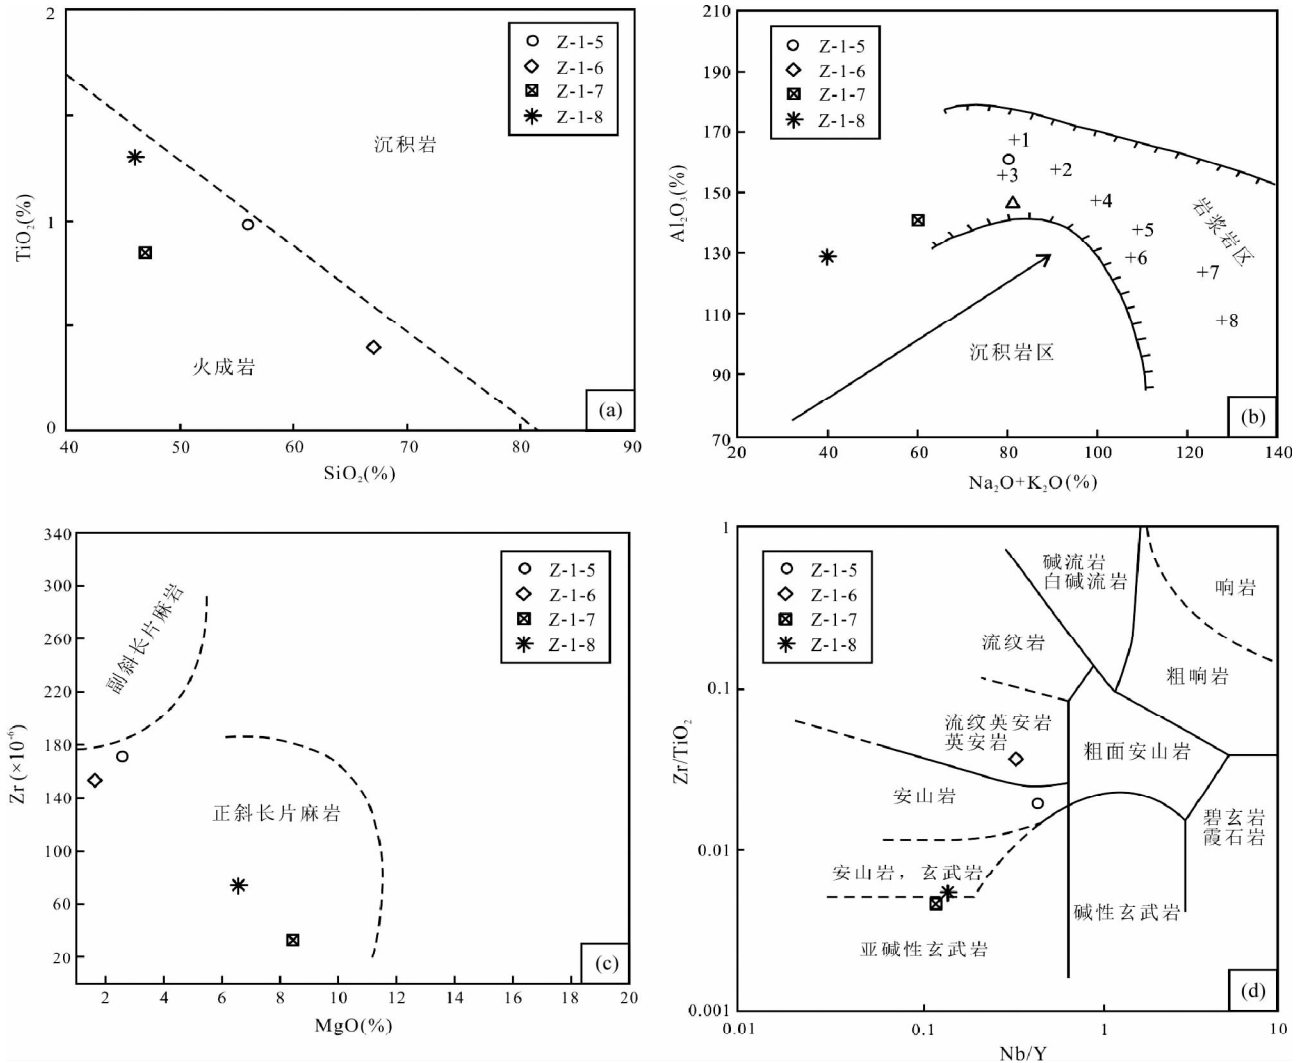 2
1
0
TiO₂(%)
40
50
60
70
80
90
SiO₂(%)
Z-1-5
Z-1-6
Z-1-7
Z-1-8
沉积岩
火成岩
(a)
210
190
170
150
130
110
90
70
Al₂O₃(%)
20
40
60
80
100
120
140
Na₂O+K₂O(%)
Z-1-5
Z-1-6
Z-1-7
Z-1-8
+1
+2
+3
+4
+5
+6
+7
+8
岩浆岩区
沉积岩区
(b)
340
300
260
220
180
140
100
60
20
Zr(×10⁻⁶)
2
4
6
8
10
12
14
16
18
20
MgO(%)
Z-1-5
Z-1-6
Z-1-7
Z-1-8
副斜长片麻岩
正斜长片麻岩
(c)
1
0.1
0.01
0.001
Zr/TiO₂
0.01
0.1
1
10
Nb/Y
Z-1-5
Z-1-6
Z-1-7
Z-1-8
碱流岩
白碱流岩
响岩
流纹岩
粗响岩
流纹英安岩
英安岩
粗面安山岩
安山岩
碧玄岩
霞石岩
安山岩，玄武岩
碱性玄武岩
亚碱性玄武岩
(d)